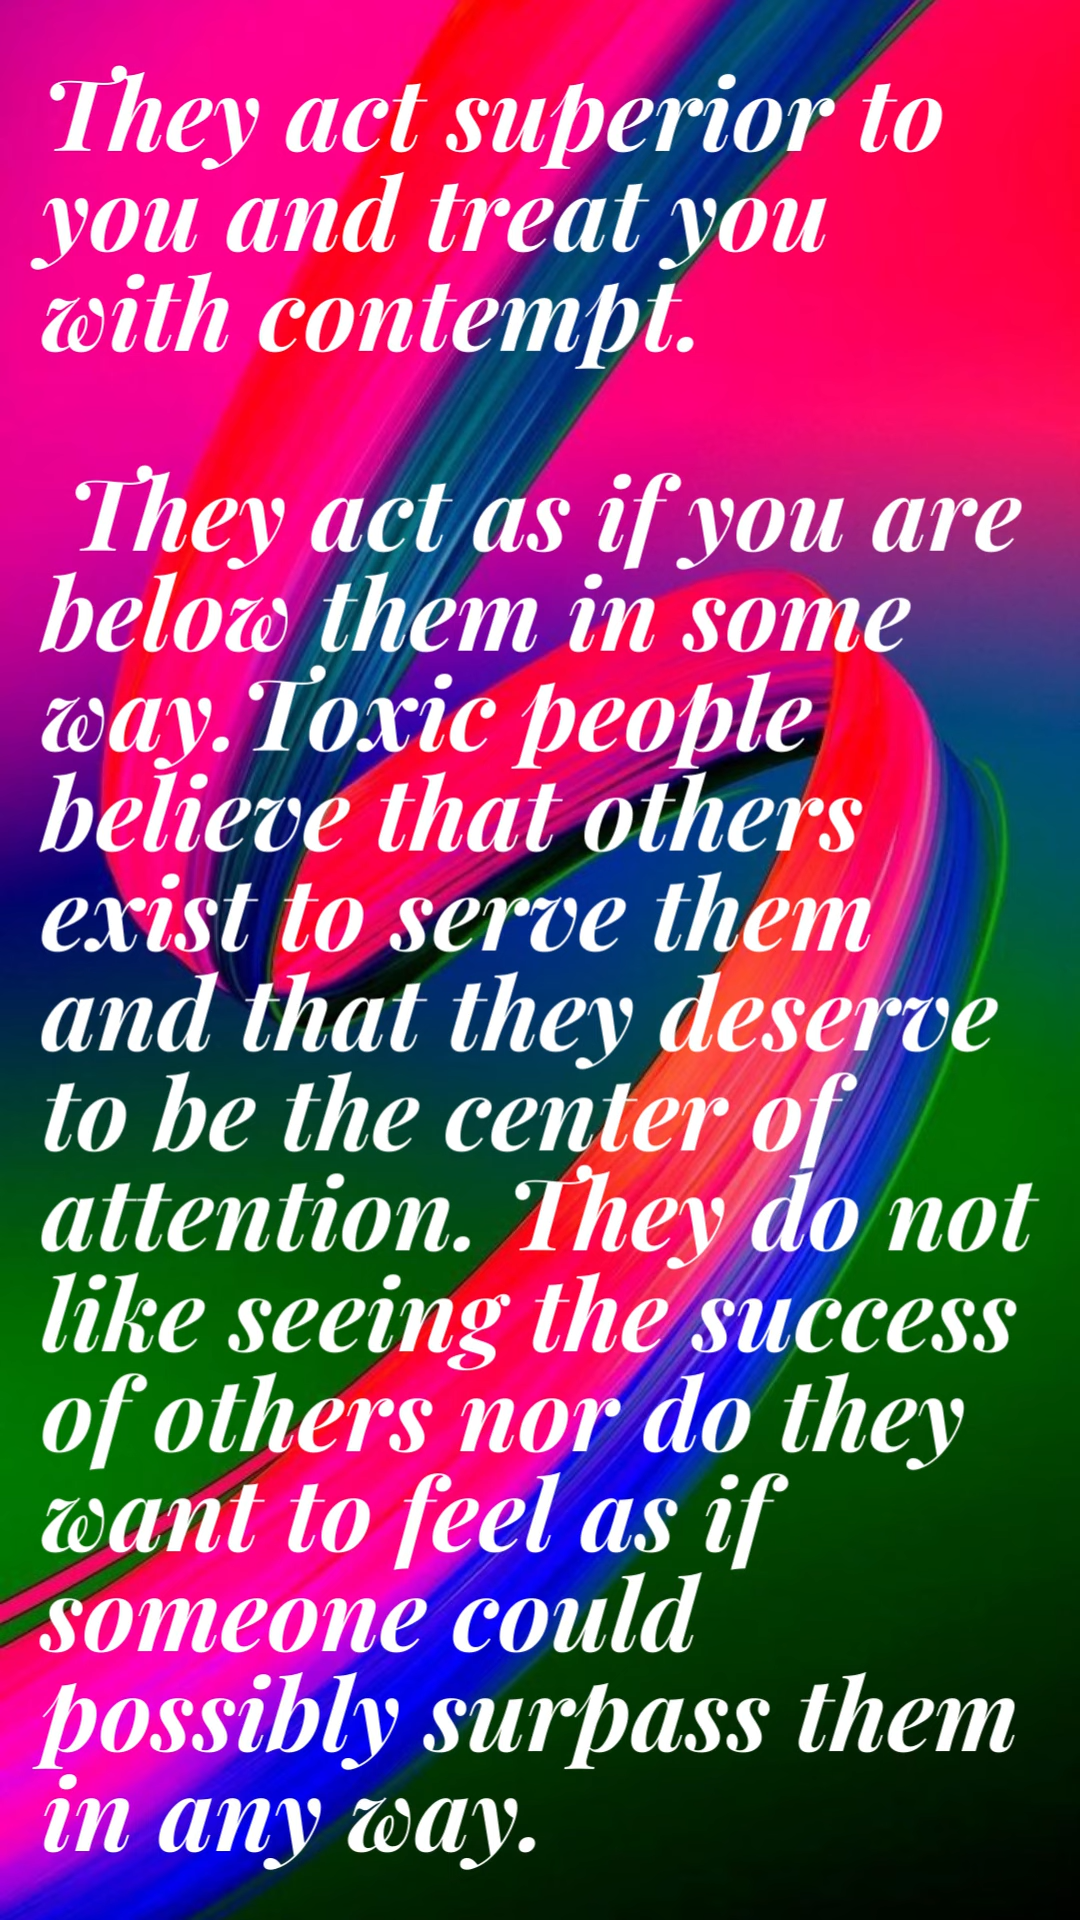 They act superior to
you and treat you
with contempt.
They act as if you are
below them in some
way. Toxic people
believe that others
exist to serve them
and that they deserve
to be the center of
attention. They do not
like seeing the success
of others nor do they
want to feel as if
someone could
possibly surpass them
in any way.